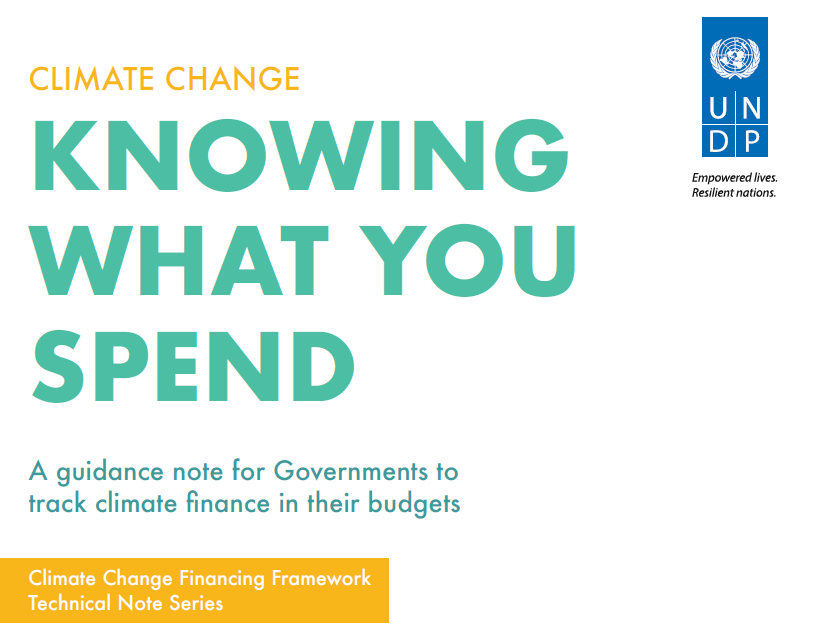 CLIMATE CHANGE
KNOWING
WHAT YOU
SPEND
A guidance note for Governments to
track climate finance in their budgets
Climate Change Financing Framework
Technical Note Series
U N
D P
Empowered lives.
Resilient nations.